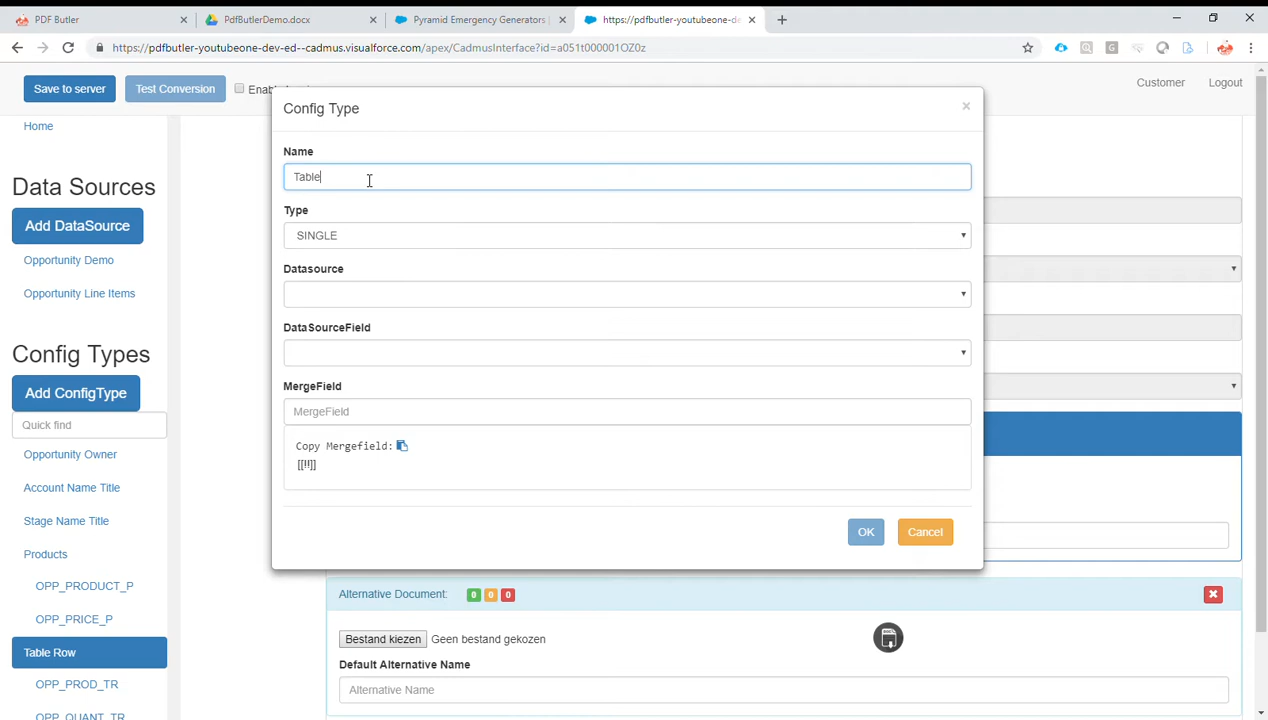 PDF Butler
PdfButlerDemo.docx
Pyramid Emergency Generators |
https://pdfbutler-youtubeone-de
https://pdfbutler-youtubeone-dev-ed--cadmus.visualforce.com/apex/CadmusInterface?id=a051t000001OZ0z
Save to server
Test Conversion
Customer
Logout
Home
Data Sources
Add DataSource
Opportunity Demo
Opportunity Line Items
Config Types
Add ConfigType
Quick find
Opportunity Owner
Account Name Title
Stage Name Title
Products
OPP_PRODUCT_P
OPP_PRICE_P
Table Row
OPP_PROD_TR
OPP_QUANT_TR
Config Type
×
Name
Table
Type
SINGLE
Datasource
DataSourceField
MergeField
MergeField
Copy Mergefield:
[[!!]]
OK
Cancel
Alternative Document:
0 0 0
Bestand kiezen Geen bestand gekozen
Default Alternative Name
Alternative Name